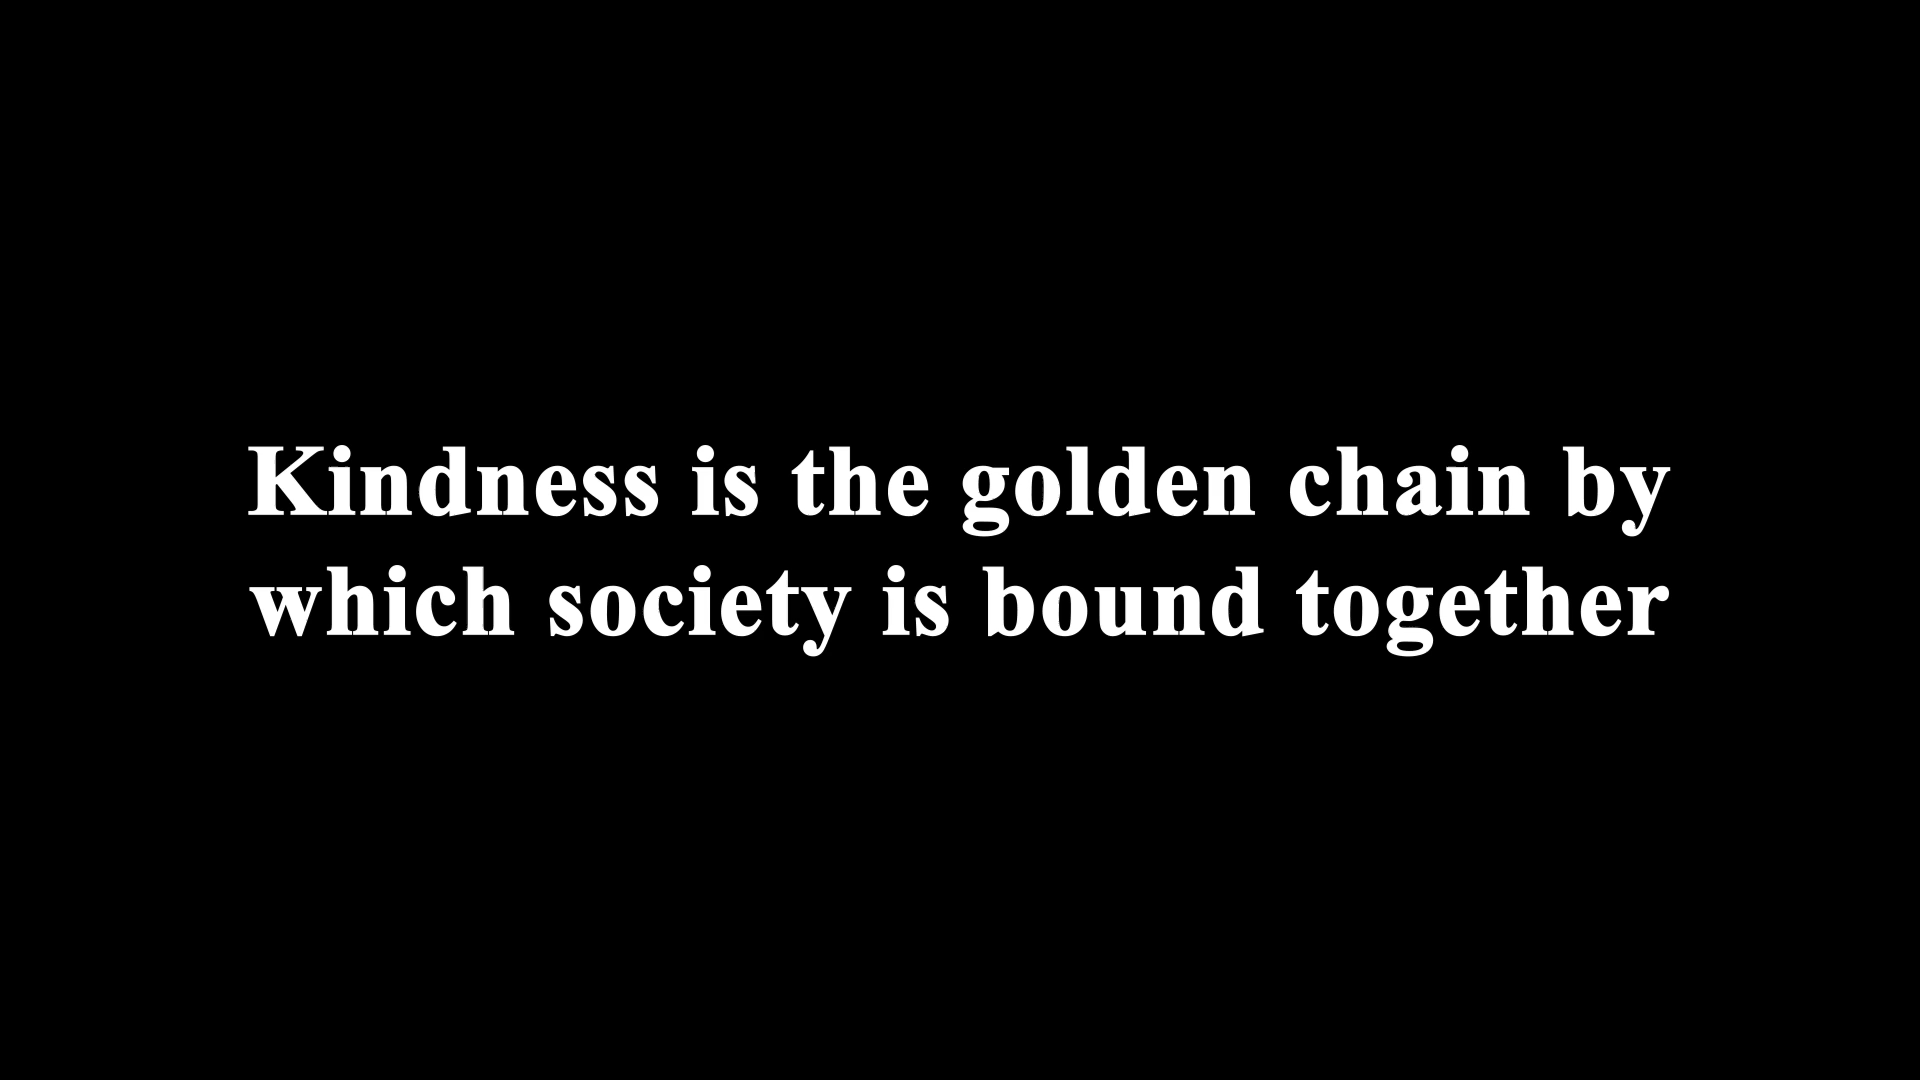 Kindness is the golden chain by
which society is bound together